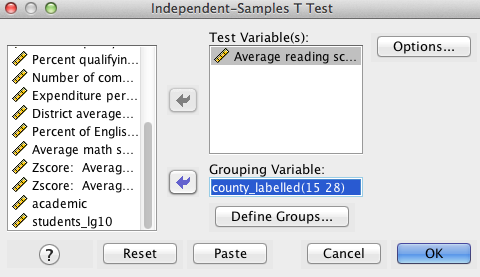 Independent-Samples T Test
Percent qualifyin...
Number of com...
Expenditure per...
District average...
Percent of Englis...
Average math s...
Zscore: Averag...
Zscore: Averag...
academic
students_lg10
Test Variable(s):
Average reading sc...
Grouping Variable:
county_labelled(15 28)
Define Groups...
Options...
?
Reset
Paste
Cancel
OK